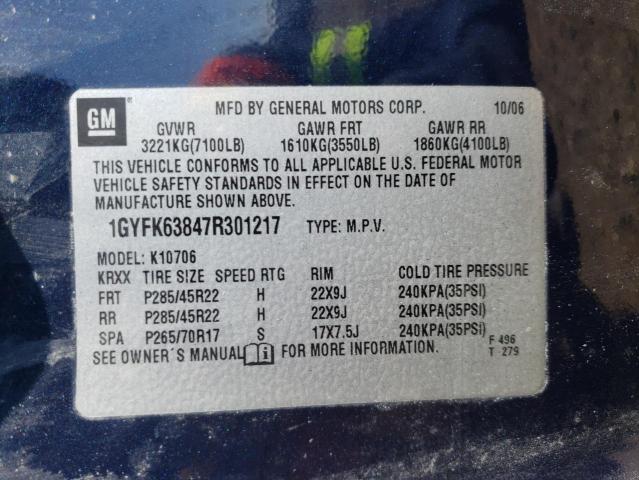 GM ® MFD BY GENERAL MOTORS CORP. 10/06
GVWR GAWR FRT GAWR RR
3221KG(7100LB) 1610KG(3550LB) 1860KG(4100LB)
THIS VEHICLE CONFORMS TO ALL APPLICABLE U.S. FEDERAL MOTOR
VEHICLE SAFETY STANDARDS IN EFFECT ON THE DATE OF
MANUFACTURE SHOWN ABOVE.
1GYFK63847R301217 TYPE: M.P.V.
MODEL: K10706
KRXX TIRE SIZE SPEED RTG RIM COLD TIRE PRESSURE
FRT P285/45R22 H 22X9J 240KPA(35PSI)
RR P285/45R22 H 22X9J 240KPA(35PSI)
SPA P265/70R17 S 17X7.5J 240KPA(35PSI)
SEE OWNER'S MANUAL i FOR MORE INFORMATION.
F 496
T 279